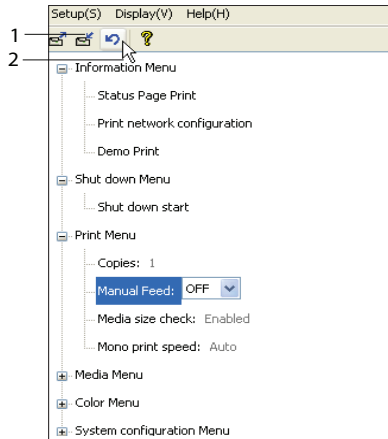 Setup(S) Display(V) Help(H)
1
2
Information Menu
Status Page Print
Print network configuration
Demo Print
Shut down Menu
Shut down start
Print Menu
Copies: 1
Manual Feed: OFF
Media size check: Enabled
Mono print speed: Auto
Media Menu
Color Menu
System configuration Menu